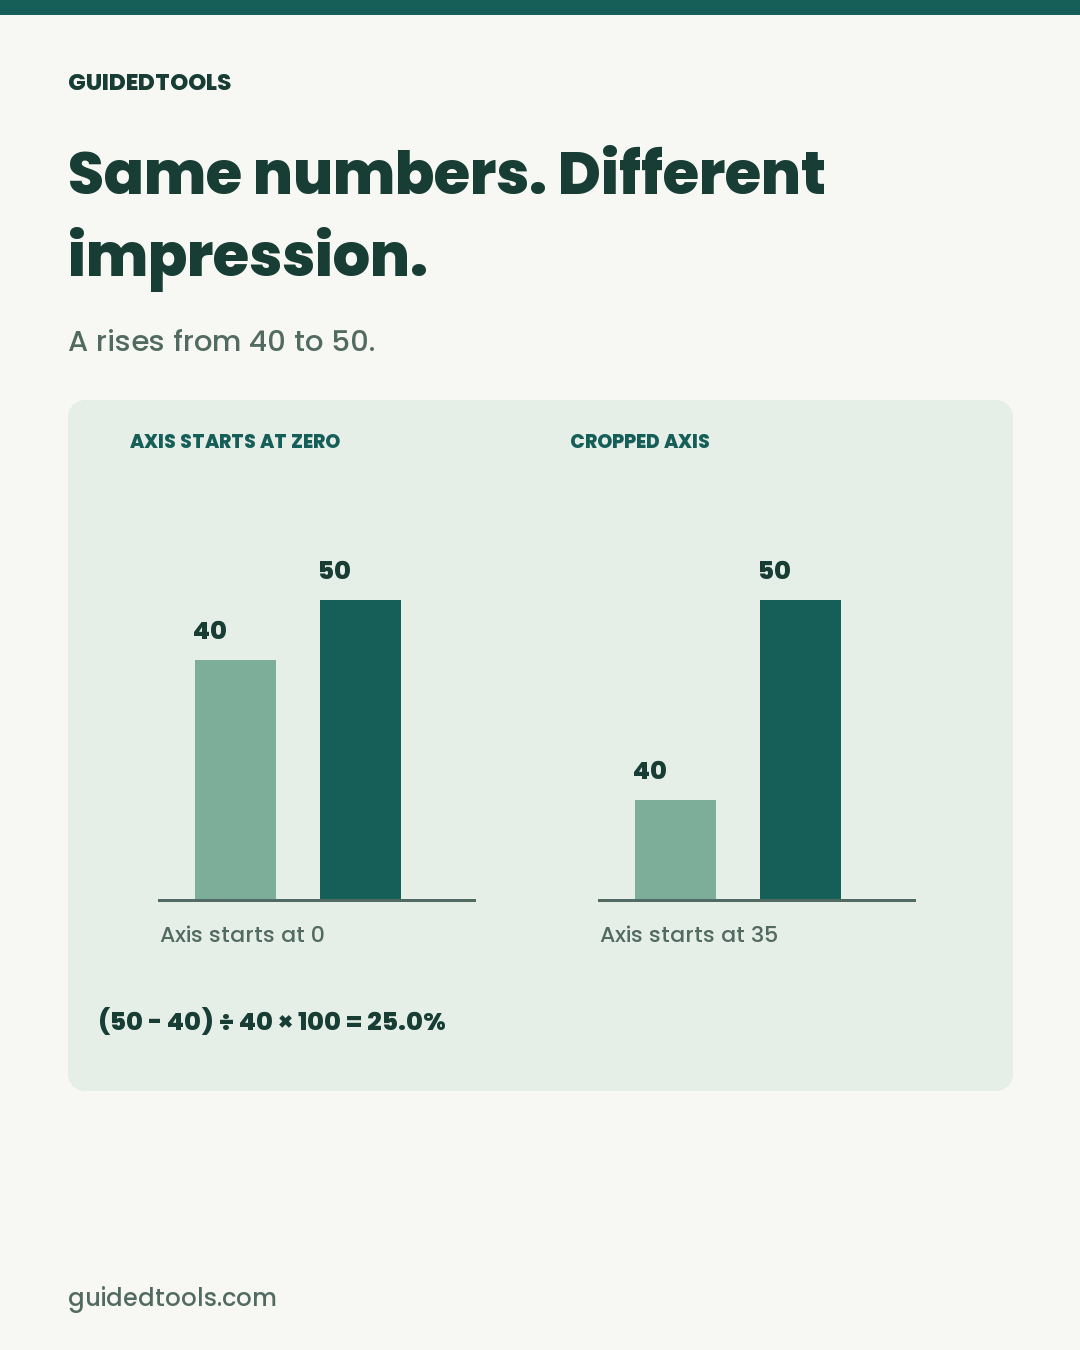 GUIDEDTOOLS
Same numbers. Different
impression.
A rises from 40 to 50.
AXIS STARTS AT ZERO
40
50
Axis starts at 0
CROPPED AXIS
40
50
Axis starts at 35
(50 - 40) ÷ 40 × 100 = 25.0%
guidedtools.com